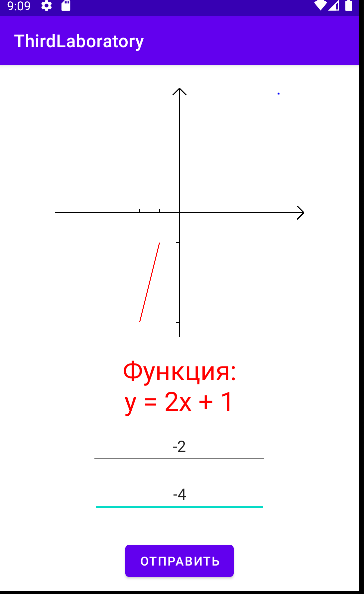 9:09
ThirdLaboratory
Функция:
y = 2x + 1
-2
-4
ОТПРАВИТЬ